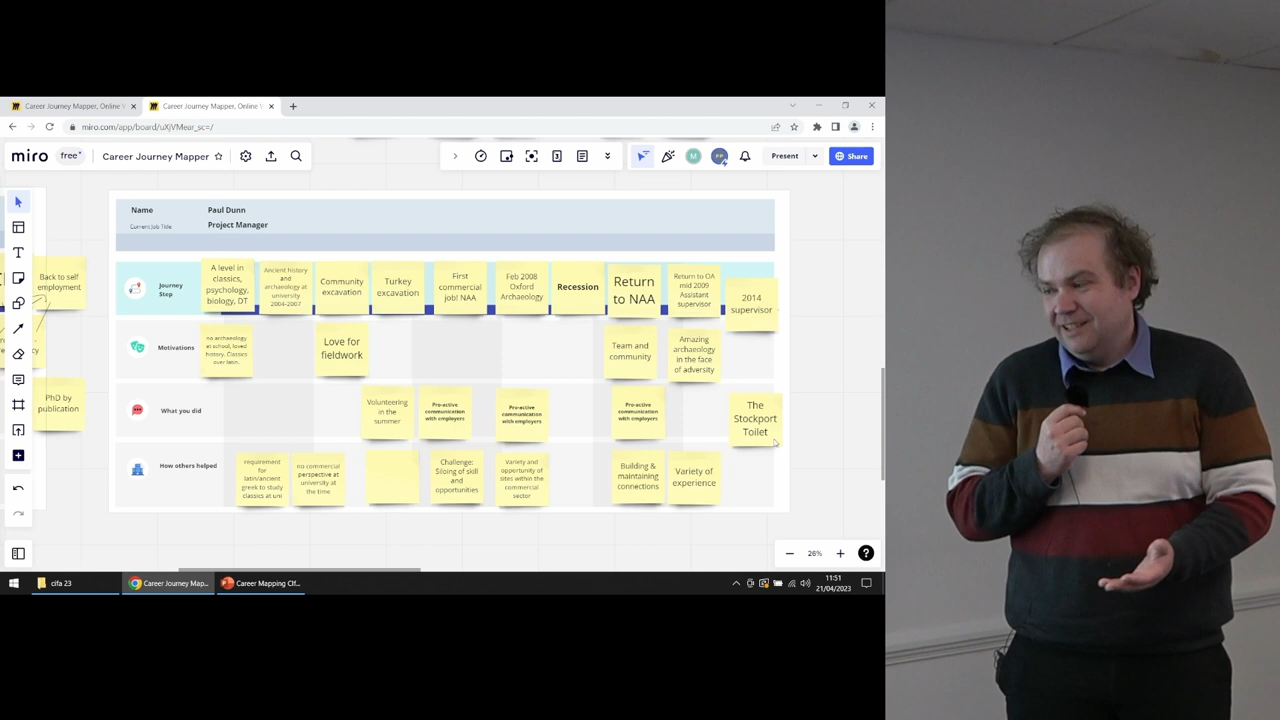 Career Journey Mapper, Online V
Career Journey Mapper, Online V
miro.com/app/board/uXjVMear_sc=/
miro
free
Career Journey Mapper
Present
Share
Name
Paul Dunn
Current Job Title
Project Manager
Back to self
employment
PhD by
publication
Journey
Step
A level in
classics,
psychology,
biology, DT
Ancient history
and
archaeology at
university
2004-2007
Community
excavation
Turkey
excavation
First
commercial
job! NAA
Feb 2008
Oxford
Archaeology
Recession
Return
to NAA
Return to OA
mid 2009
Assistant
supervisor
2014
supervisor
Motivations
no archaeology
at school, loved
history. Classics
over latin.
Love for
fieldwork
Team and
community
Amazing
archaeology
in the face
of adversity
What you did
Volunteering
in the
summer
Pro-active
communication
with employers
Pro-active
communication
with employers
Pro-active
communication
with employers
The
Stockport
Toilet
How others helped
requirement
for
latin/ancient
greek to study
classics at uni
no commercial
perspective at
university at
the time
Challenge:
Siloing of skill
and
opportunities
Variety and
opportunity of
sites within the
commercial
sector
Building &
maintaining
connections
Variety of
experience
26%
cifa 23
Career Journey Map...
Career Mapping CIf...
11:51
21/04/2023